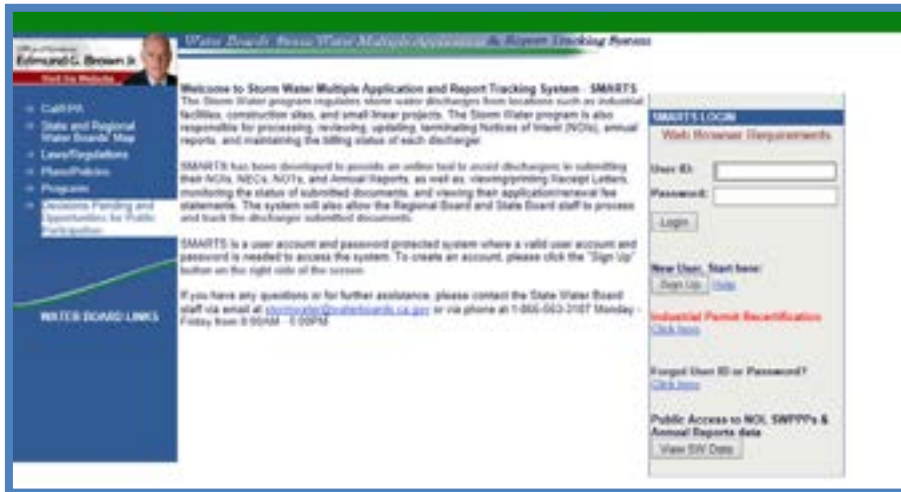 Water Boards Storm Water Multiple Application & Report Tracking System
Office of Governor
Edmund G. Brown Jr.
Visit his Website
Cal/EPA
State and Regional
Water Boards' Map
Laws/Regulations
Plans/Policies
Programs
Decisions Pending and
Opportunities for Public
Participation
WATER BOARD LINKS
Welcome to Storm Water Multiple Application and Report Tracking System - SMARTS
The Storm Water program regulates storm water discharges from locations such as industrial
facilities, construction sites, and small linear projects. The Storm Water program is also
responsible for processing, reviewing, updating, terminating Notices of Intent (NOIs), annual
reports, and maintaining the billing status of each discharger.
SMARTS has been developed to provide an online tool to assist dischargers in submitting
their NOIs, NECs, NOTs, and Annual Reports, as well as, viewing/printing Receipt Letters,
monitoring the status of submitted documents, and viewing their application/renewal fee
statements. The system will also allow the Regional Board and State Board staff to process
and track the discharger submitted documents.
SMARTS is a user account and password protected system where a valid user account and
password is needed to access the system. To create an account, please click the "Sign Up"
button on the right side of the screen.
If you have any questions or for further assistance, please contact the State Water Board
staff via email at stormwater@waterboards.ca.gov or via phone at 1-866-563-3107 Monday -
Friday from 8:00AM - 5:00PM.
SMARTS LOGIN
Web Browser Requirements
User ID:
Password:
Login
New User, Start here:
Sign Up Help
Industrial Permit Recertification
Click here
Forgot User ID or Password?
Click here
Public Access to NOI, SWPPPs &
Annual Reports data
View SW Data